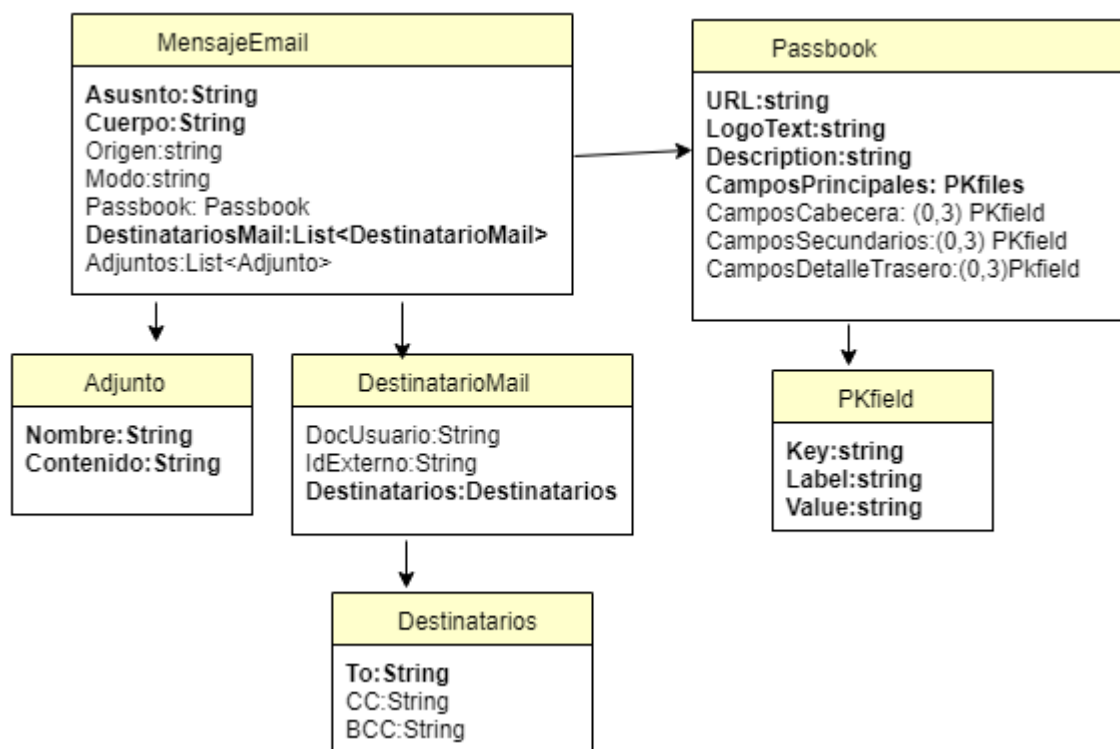 MensajeEmail
Asusnto:String
Cuerpo:String
Origen:string
Modo:string
Passbook: Passbook
DestinatariosMail:List<DestinatarioMail>
Adjuntos:List<Adjunto>
Passbook
URL:string
LogoText:string
Description:string
CamposPrincipales: PKfiles
CamposCabecera: (0,3) PKfield
CamposSecundarios:(0,3) PKfield
CamposDetalleTrasero:(0,3)Pkfield
Adjunto
Nombre:String
Contenido:String
DestinatarioMail
DocUsuario:String
IdExterno:String
Destinatarios:Destinatarios
PKfield
Key:string
Label:string
Value:string
Destinatarios
To:String
CC:String
BCC:String